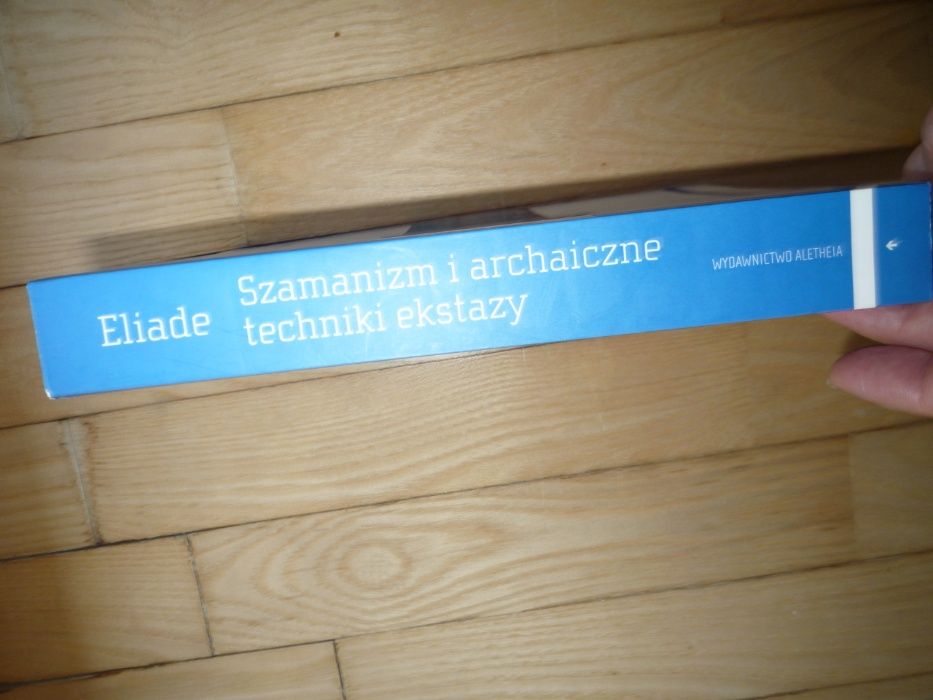 Eliade
Szamanizm i archaiczne
techniki ekstazy
WYDAWNICTWO ALETHEIA